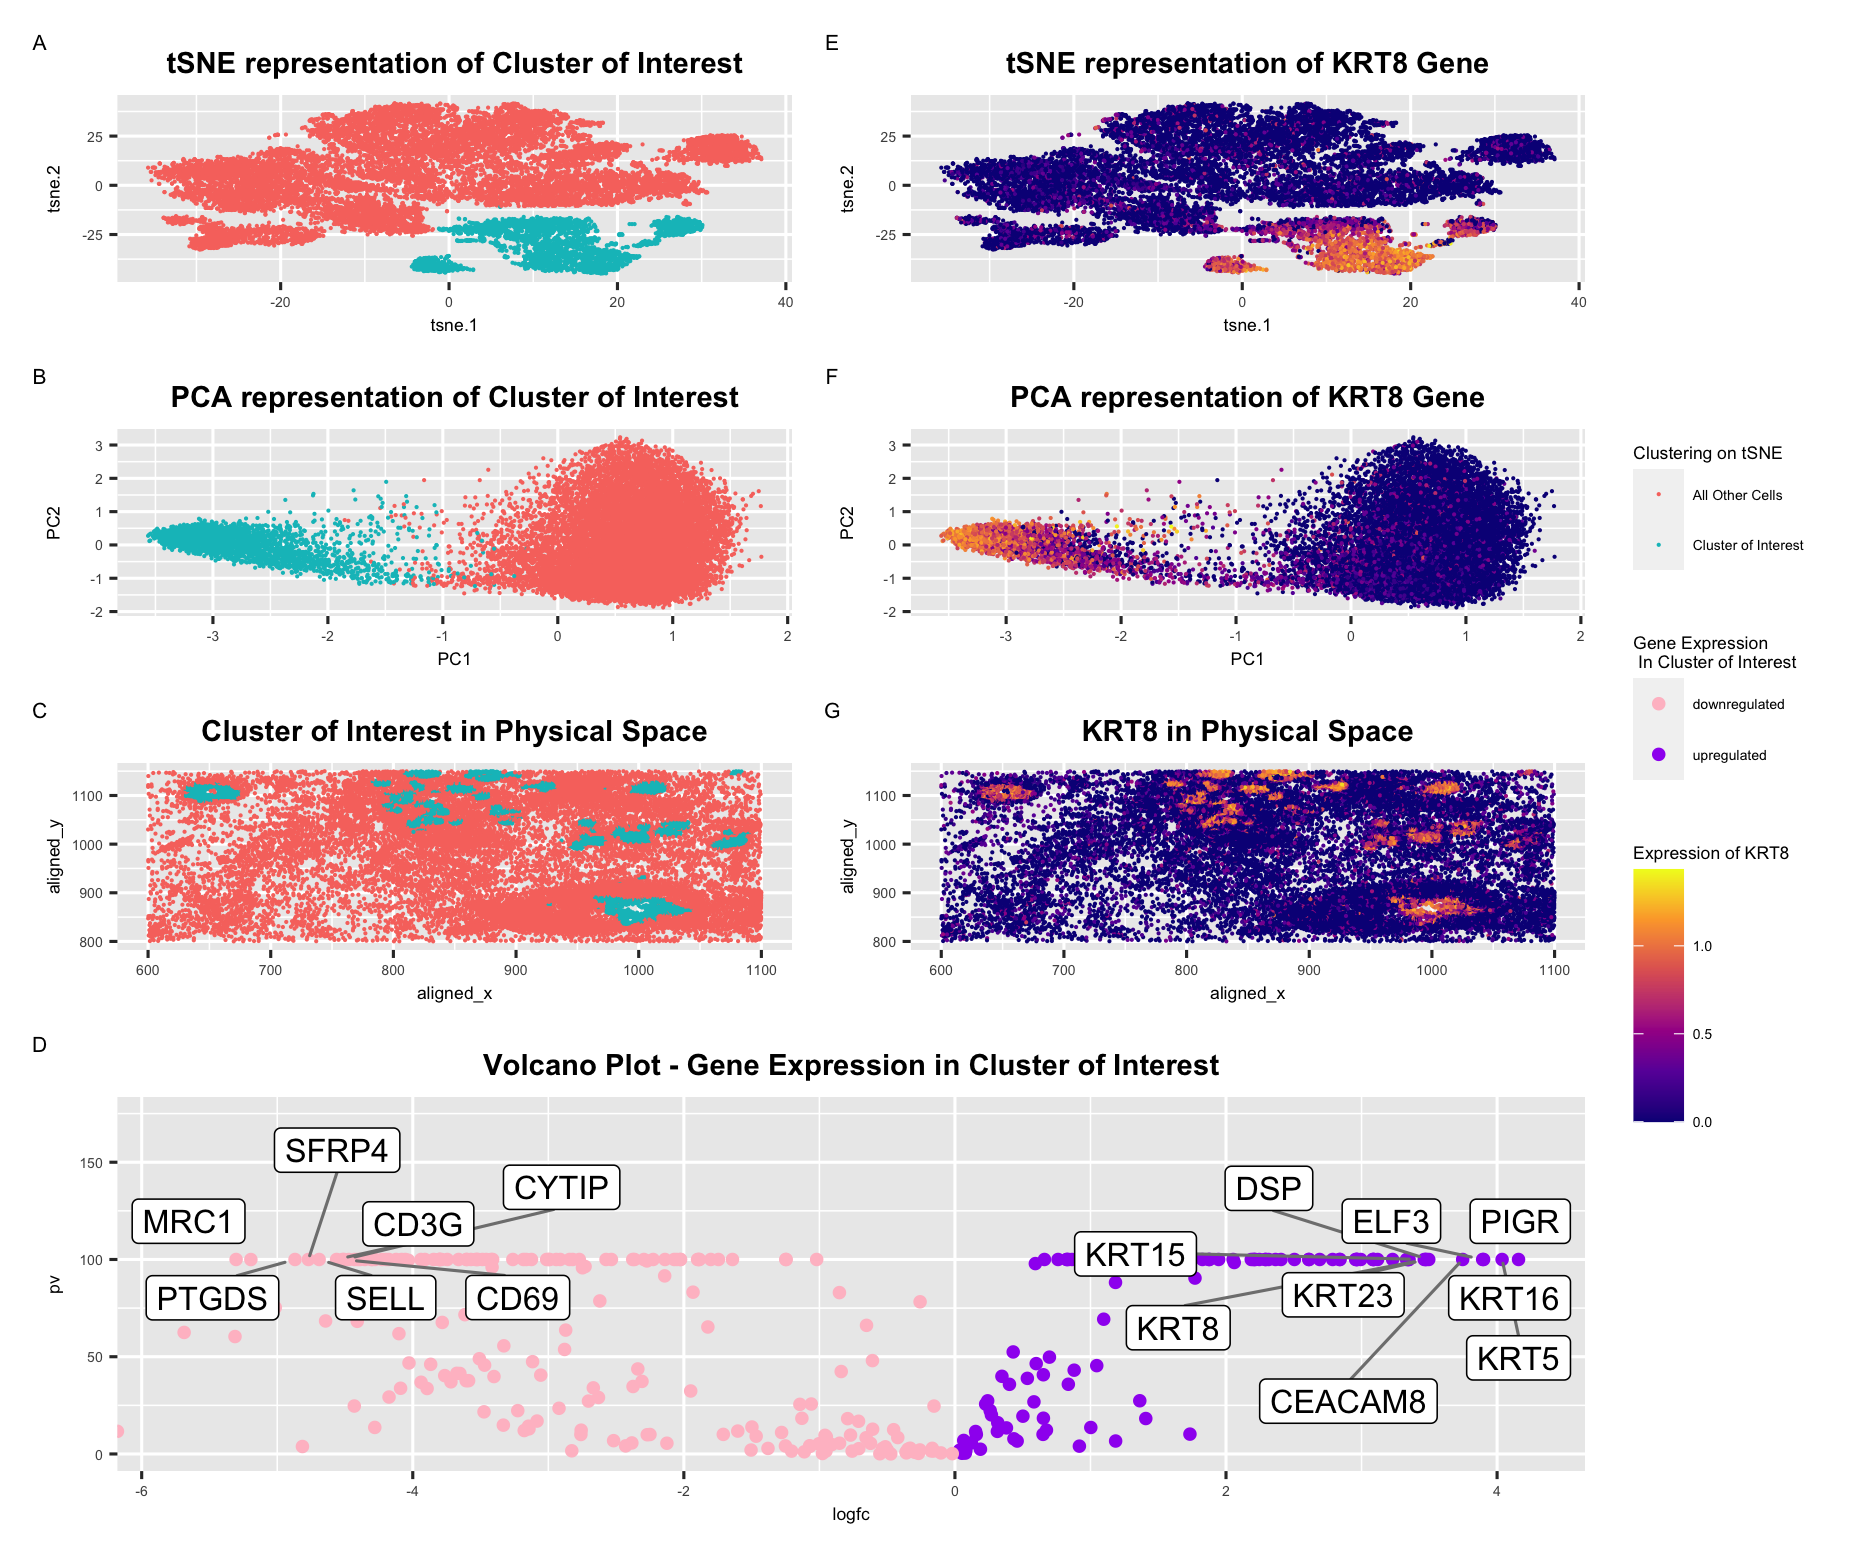 A
tSNE representation of Cluster of Interest
25
0
-25
tsne.2
-20
0
20
40
tsne.1
E
tSNE representation of KRT8 Gene
25
0
-25
tsne.2
-20
0
20
40
tsne.1
B
PCA representation of Cluster of Interest
3
2
1
0
-1
-2
PC2
-3
-2
-1
0
1
2
PC1
F
PCA representation of KRT8 Gene
3
2
1
0
-1
-2
PC2
-3
-2
-1
0
1
2
PC1
C
Cluster of Interest in Physical Space
1100
1000
900
800
aligned_y
600
700
800
900
1000
1100
aligned_x
G
KRT8 in Physical Space
1100
1000
900
800
aligned_y
600
700
800
900
1000
1100
aligned_x
D
Volcano Plot - Gene Expression in Cluster of Interest
150
100
50
0
pv
SFRP4
CYTIP
MRC1
CD3G
PTGDS
SELL
CD69
DSP
ELF3
PIGR
KRT15
KRT23
KRT16
KRT8
KRT5
CEACAM8
-6
-4
-2
0
2
4
logfc
Clustering on tSNE
All Other Cells
Cluster of Interest
Gene Expression
In Cluster of Interest
downregulated
upregulated
Expression of KRT8
1.0
0.5
0.0